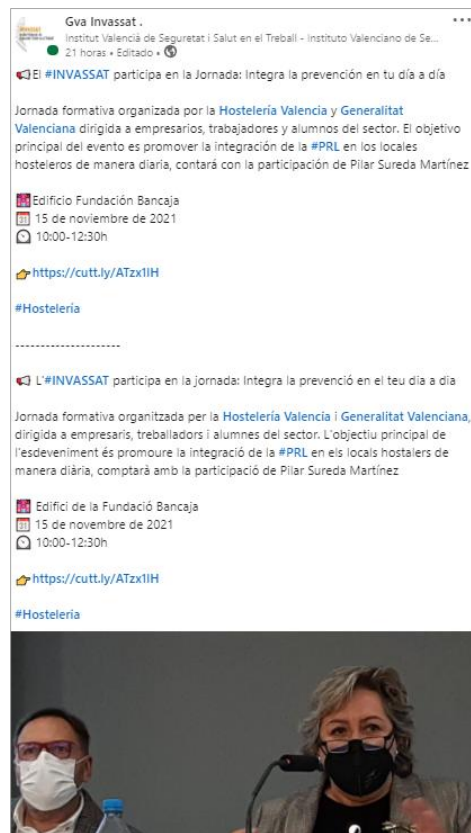 Gva Invassat .
Institut Valencià de Seguretat i Salut en el Treball - Instituto Valenciano de Se...
21 horas • Editado •
El #INVASSAT participa en la Jornada: Integra la prevención en tu día a día
Jornada formativa organizada por la Hostelería Valencia y Generalitat
Valenciana dirigida a empresarios, trabajadores y alumnos del sector. El objetivo
principal del evento es promover la integración de la #PRL en los locales
hosteleros de manera diaria, contará con la participación de Pilar Sureda Martínez
Edificio Fundación Bancaja
15 de noviembre de 2021
10:00-12:30h
https://cutt.ly/ATzx1lH
#Hostelería
---------------------
L'#INVASSAT participa en la jornada: Integra la prevenció en el teu dia a dia
Jornada formativa organitzada per la Hostelería Valencia i Generalitat Valenciana,
dirigida a empresaris, treballadors i alumnes del sector. L'objectiu principal de
l'esdeveniment és promoure la integració de la #PRL en els locals hostalers de
manera diària, comptarà amb la participació de Pilar Sureda Martínez
Edifici de la Fundació Bancaja
15 de novembre de 2021
10:00-12:30h
https://cutt.ly/ATzx1lH
#Hostelería